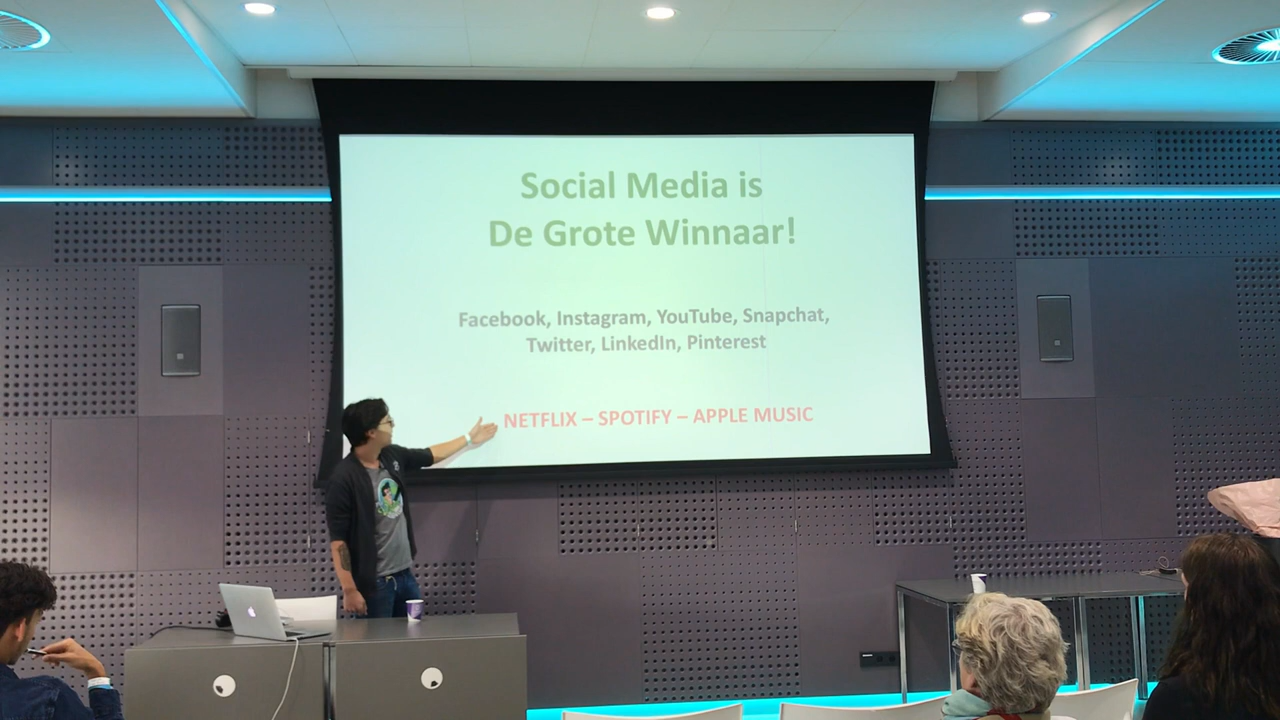 Social Media is
De Grote Winnaar!
Facebook, Instagram, YouTube, Snapchat,
Twitter, LinkedIn, Pinterest
NETFLIX – SPOTIFY – APPLE MUSIC